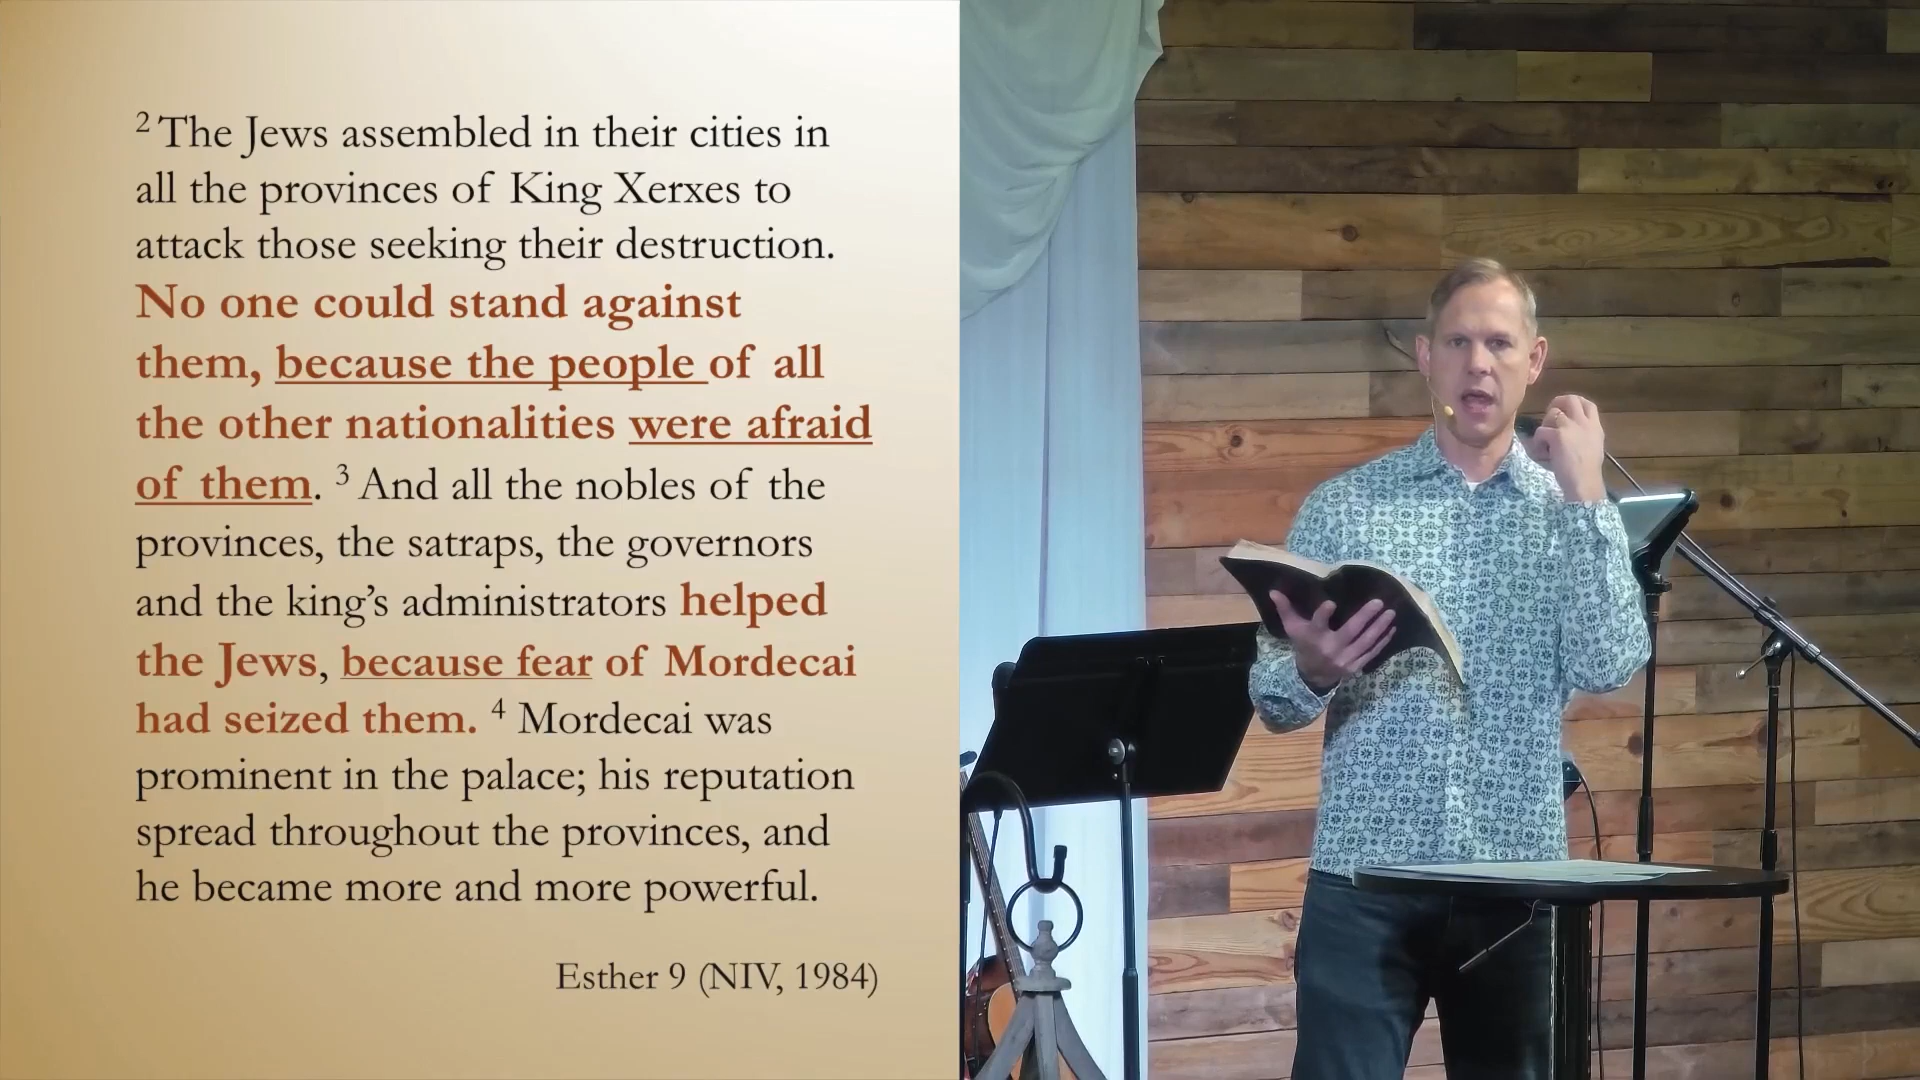 2 The Jews assembled in their cities in
all the provinces of King Xerxes to
attack those seeking their destruction.
No one could stand against
them, because the people of all
the other nationalities were afraid
of them. 3 And all the nobles of the
provinces, the satraps, the governors
and the king’s administrators helped
the Jews, because fear of Mordecai
had seized them. 4 Mordecai was
prominent in the palace; his reputation
spread throughout the provinces, and
he became more and more powerful.
Esther 9 (NIV, 1984)